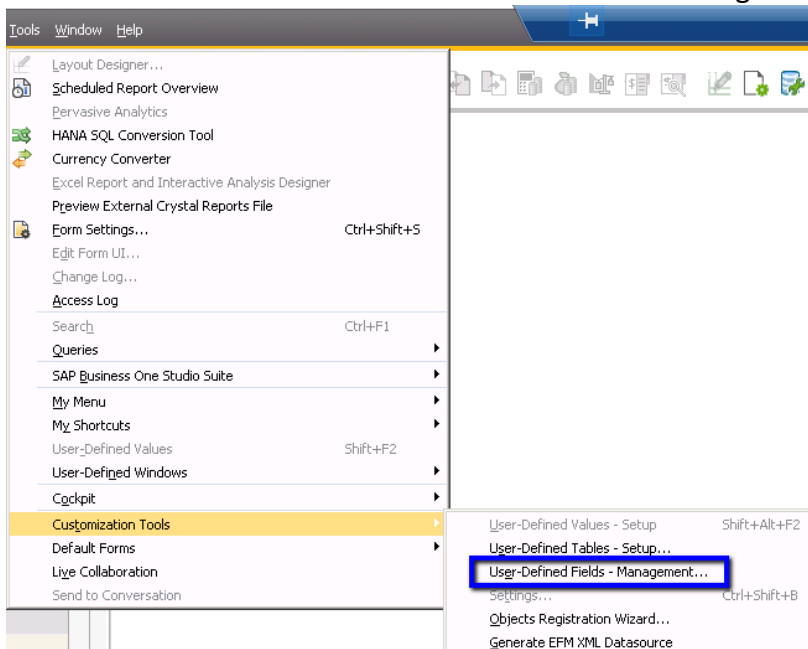 Tools Window Help
Layout Designer...
Scheduled Report Overview
Pervasive Analytics
HANA SQL Conversion Tool
Currency Converter
Excel Report and Interactive Analysis Designer
Preview External Crystal Reports File
Form Settings... Ctrl+Shift+S
Edit Form UI...
Change Log...
Access Log
Search Ctrl+F1
Queries
SAP Business One Studio Suite
My Menu
My Shortcuts
User-Defined Values Shift+F2
User-Defined Windows
Cockpit
Customization Tools
User-Defined Values - Setup Shift+Alt+F2
Default Forms
User-Defined Tables - Setup...
Live Collaboration
User-Defined Fields - Management...
Send to Conversation
Settings... Ctrl+Shift+B
Objects Registration Wizard...
Generate EFM XML Datasource